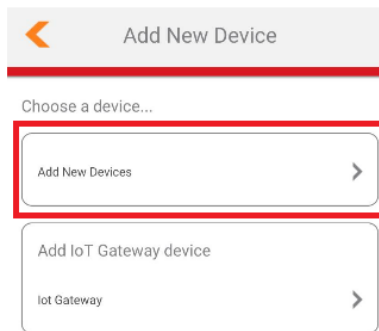 Add New Device
Choose a device...
Add New Devices
Add IoT Gateway device
Iot Gateway